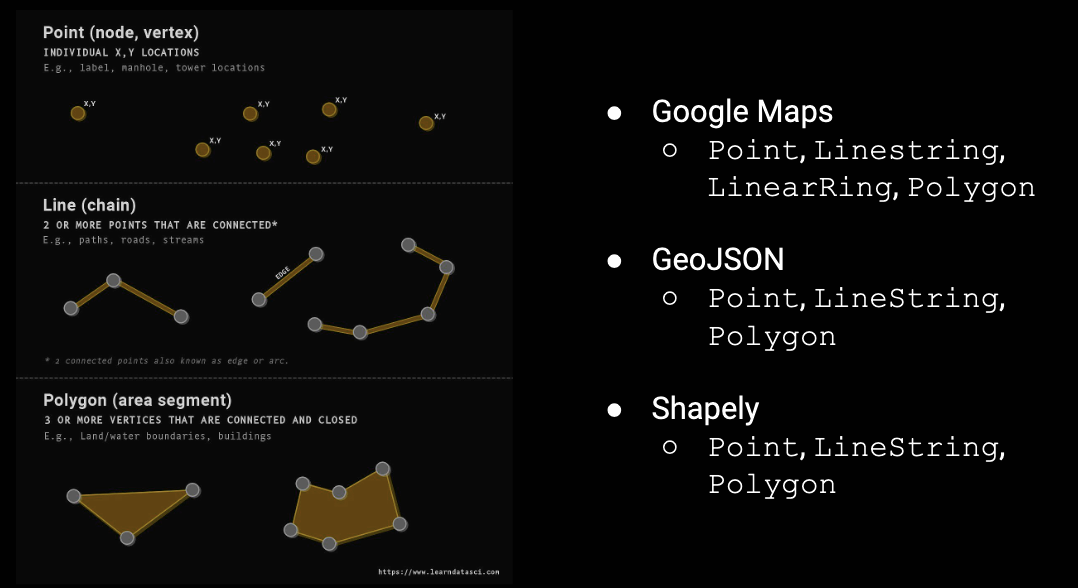 Point (node, vertex)
INDIVIDUAL X,Y LOCATIONS
E.g., label, manhole, tower locations
X,Y
X,Y
X,Y
X,Y
X,Y
X,Y
X,Y
Line (chain)
2 OR MORE POINTS THAT ARE CONNECTED*
E.g., paths, roads, streams
EDGE
* 2 connected points also known as edge or arc.
Polygon (area segment)
3 OR MORE VERTICES THAT ARE CONNECTED AND CLOSED
E.g., Land/water boundaries, buildings
https://www.learndatasci.com
● Google Maps
○ Point, Linestring,
LinearRing, Polygon
● GeoJSON
○ Point, LineString,
Polygon
● Shapely
○ Point, LineString,
Polygon